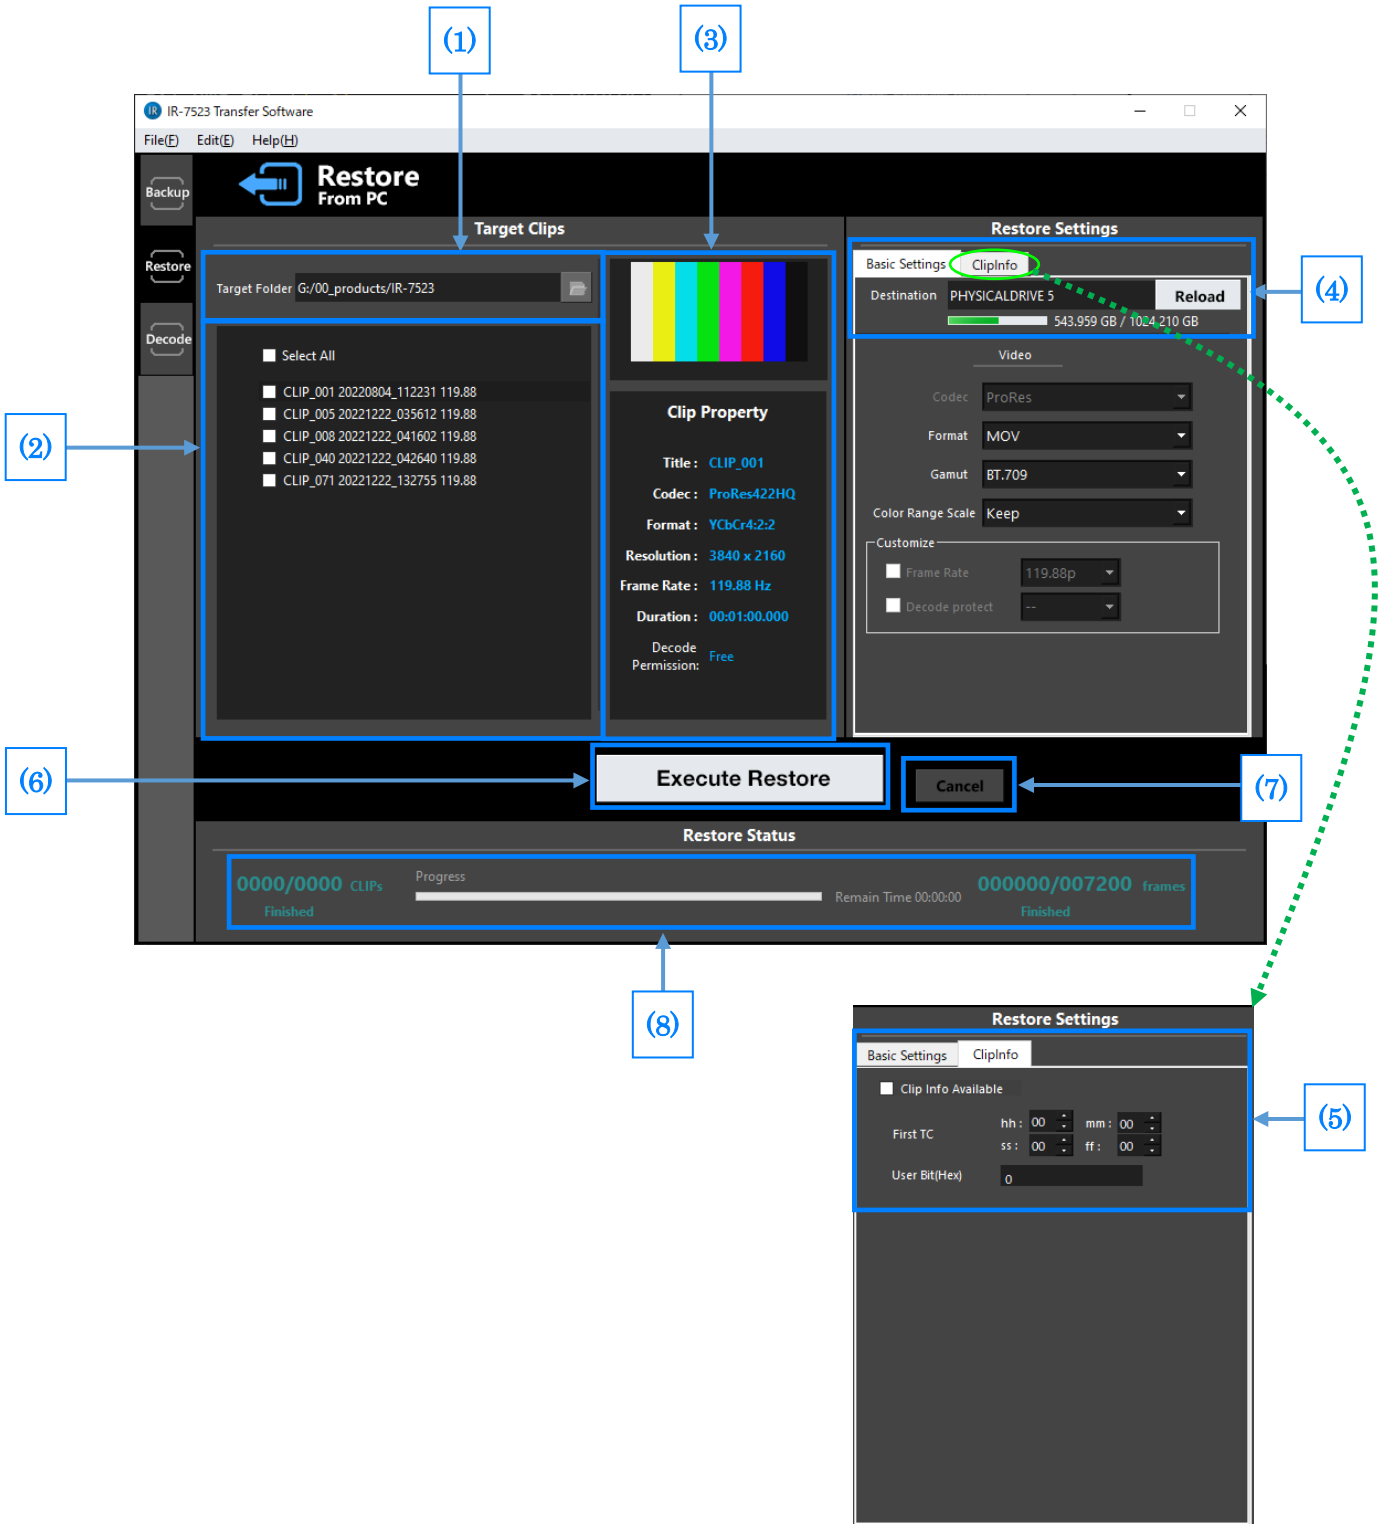 (1)
(3)
IR IR-7523 Transfer Software
File(F) Edit(E) Help(H)
Backup
Restore
From PC
Target Clips
Restore Settings
Restore
Basic Settings ClipInfo
Target Folder G:/00_products/IR-7523
Destination PHYSICALDRIVE 5 Reload
543.959 GB / 1024.210 GB
(4)
Decode
Select All
Video
CLIP_001 20220804_112231 119.88
CLIP_005 20221222_035612 119.88
CLIP_008 20221222_041602 119.88
CLIP_040 20221222_042640 119.88
CLIP_071 20221222_132755 119.88
(2)
Clip Property
Title : CLIP_001
Codec : ProRes422HQ
Format : YCbCr4:2:2
Resolution : 3840 x 2160
Frame Rate : 119.88 Hz
Duration : 00:01:00.000
Decode
Permission: Free
Codec ProRes
Format MOV
Gamut BT.709
Color Range Scale Keep
Customize
Frame Rate 119.88p
Decode protect --
(6)
Execute Restore
Cancel
(7)
Restore Status
0000/0000 CLIPs
Finished
Progress
Remain Time 00:00:00
000000/007200 frames
Finished
(8)
Restore Settings
Basic Settings ClipInfo
Clip Info Available
First TC
hh : 00 mm : 00
ss : 00 ff : 00
User Bit(Hex) 0
(5)